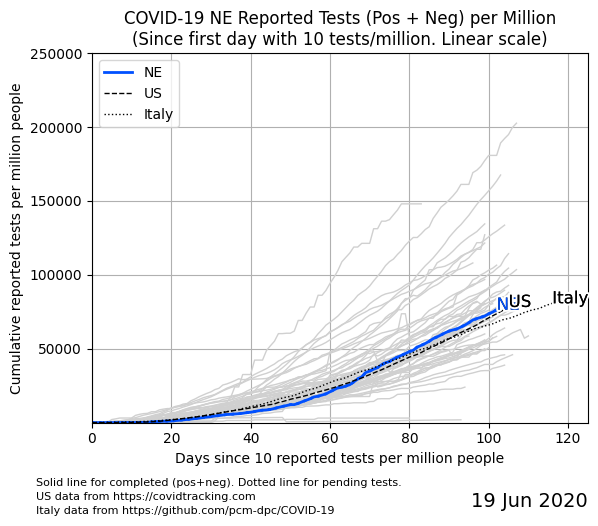 COVID-19 NE Reported Tests (Pos + Neg) per Million
(Since first day with 10 tests/million. Linear scale)
Cumulative reported tests per million people
250000
200000
150000
100000
50000
NE
US
Italy
NE
US
Italy
0 20 40 60 80 100 120
Days since 10 reported tests per million people
Solid line for completed (pos+neg). Dotted line for pending tests.
US data from https://covidtracking.com
Italy data from https://github.com/pcm-dpc/COVID-19
19 Jun 2020